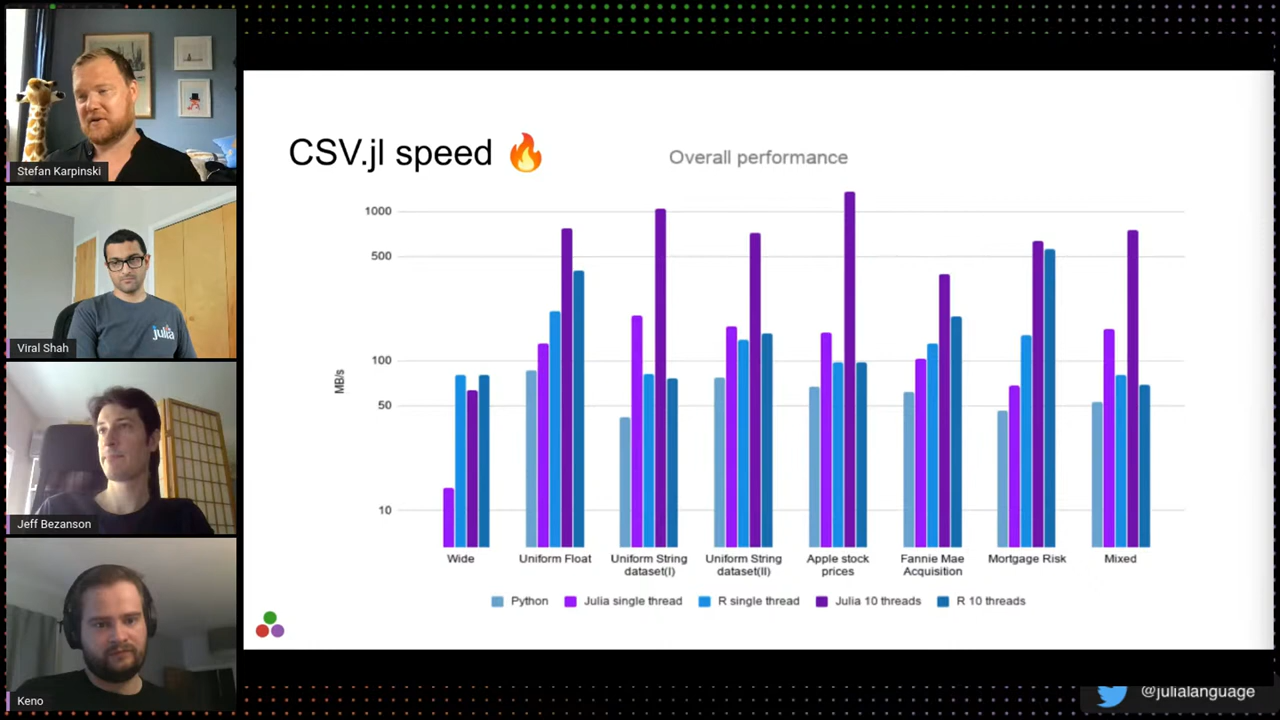 Stefan Karpinski
Viral Shah
julia
Jeff Bezanson
Keno
CSV.jl speed 🔥
Overall performance
1000
500
100
50
10
MB/s
Wide
Uniform Float
Uniform String
dataset(I)
Uniform String
dataset(II)
Apple stock
prices
Fannie Mae
Acquisition
Mortgage Risk
Mixed
Python
Julia single thread
R single thread
Julia 10 threads
R 10 threads
@julialanguage